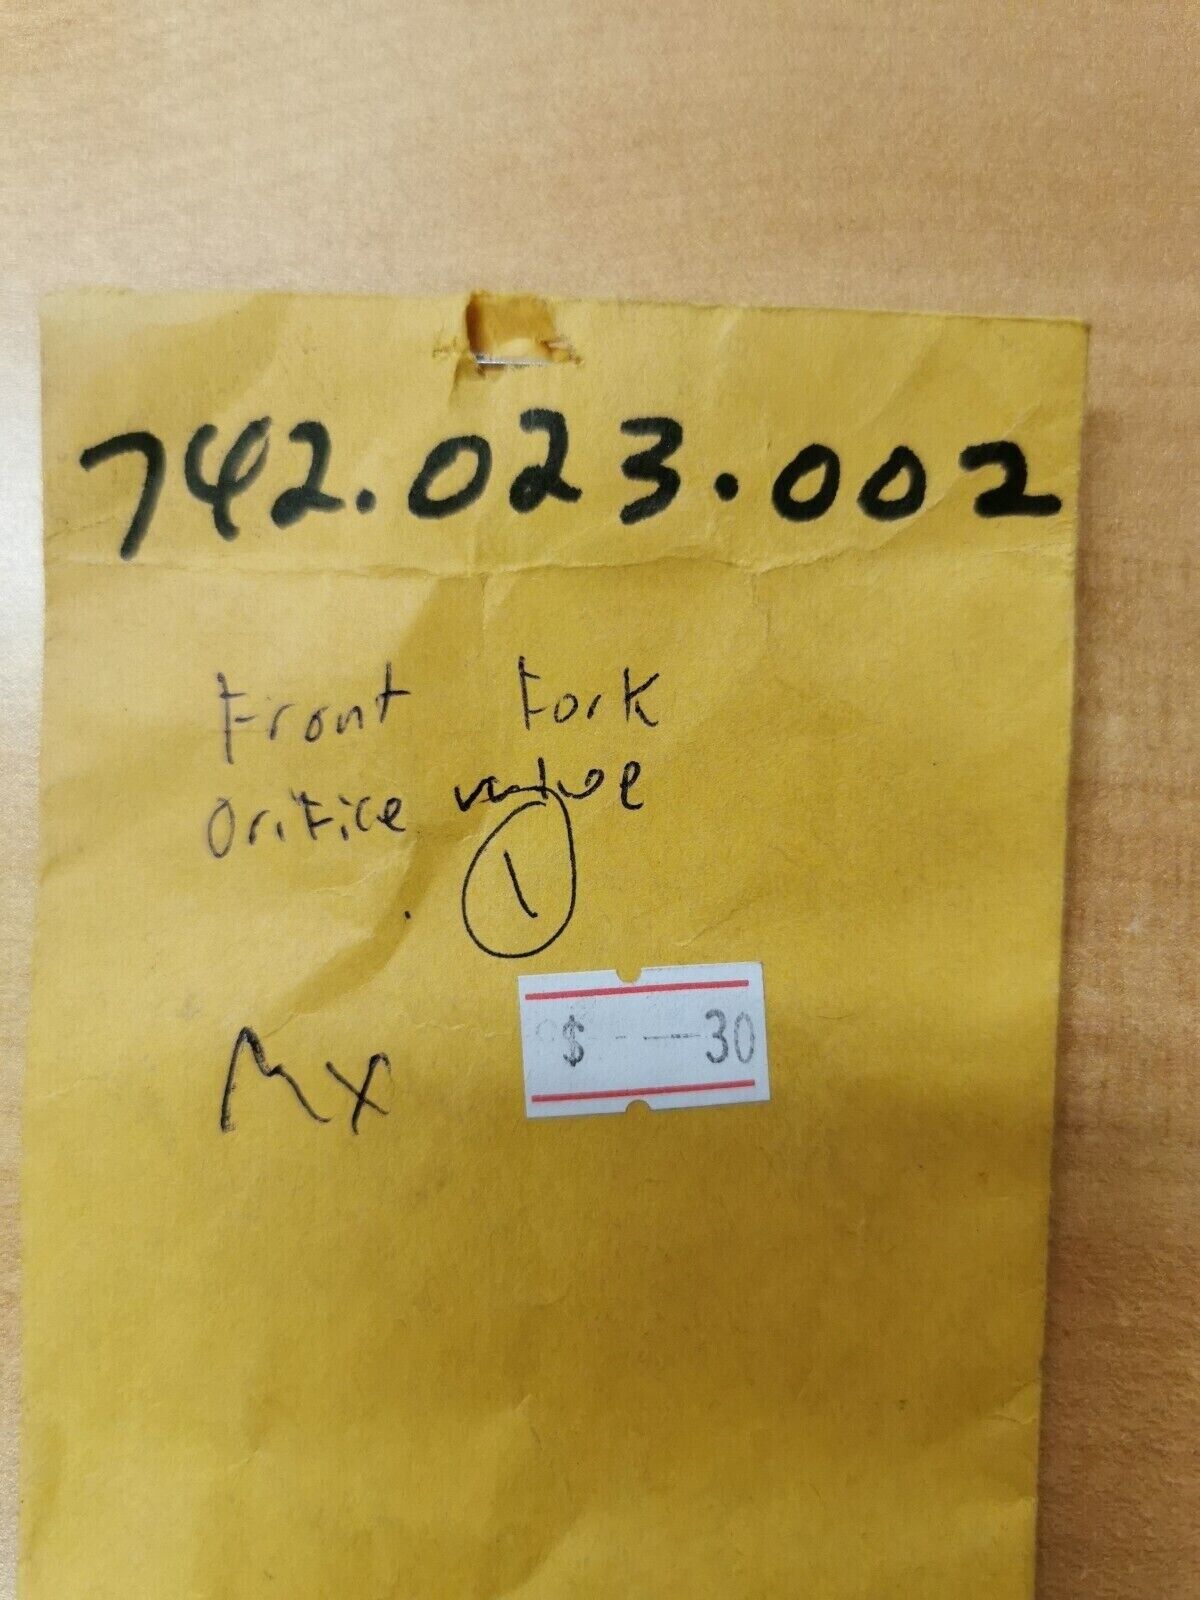 742.023.002
Front Fork
Orifice valve
1
MX
$ -- — 30